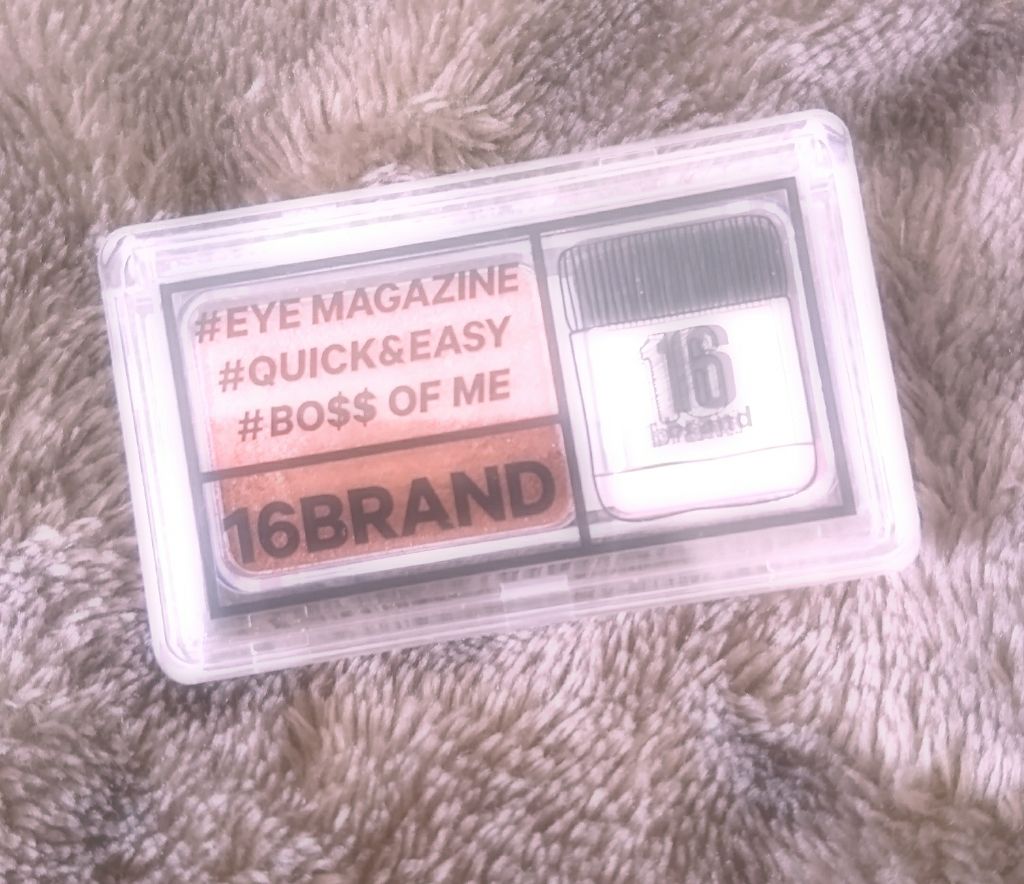 #EYE MAGAZINE
#QUICK&EASY
#BO$$ OF ME
16BRAND
16
brand